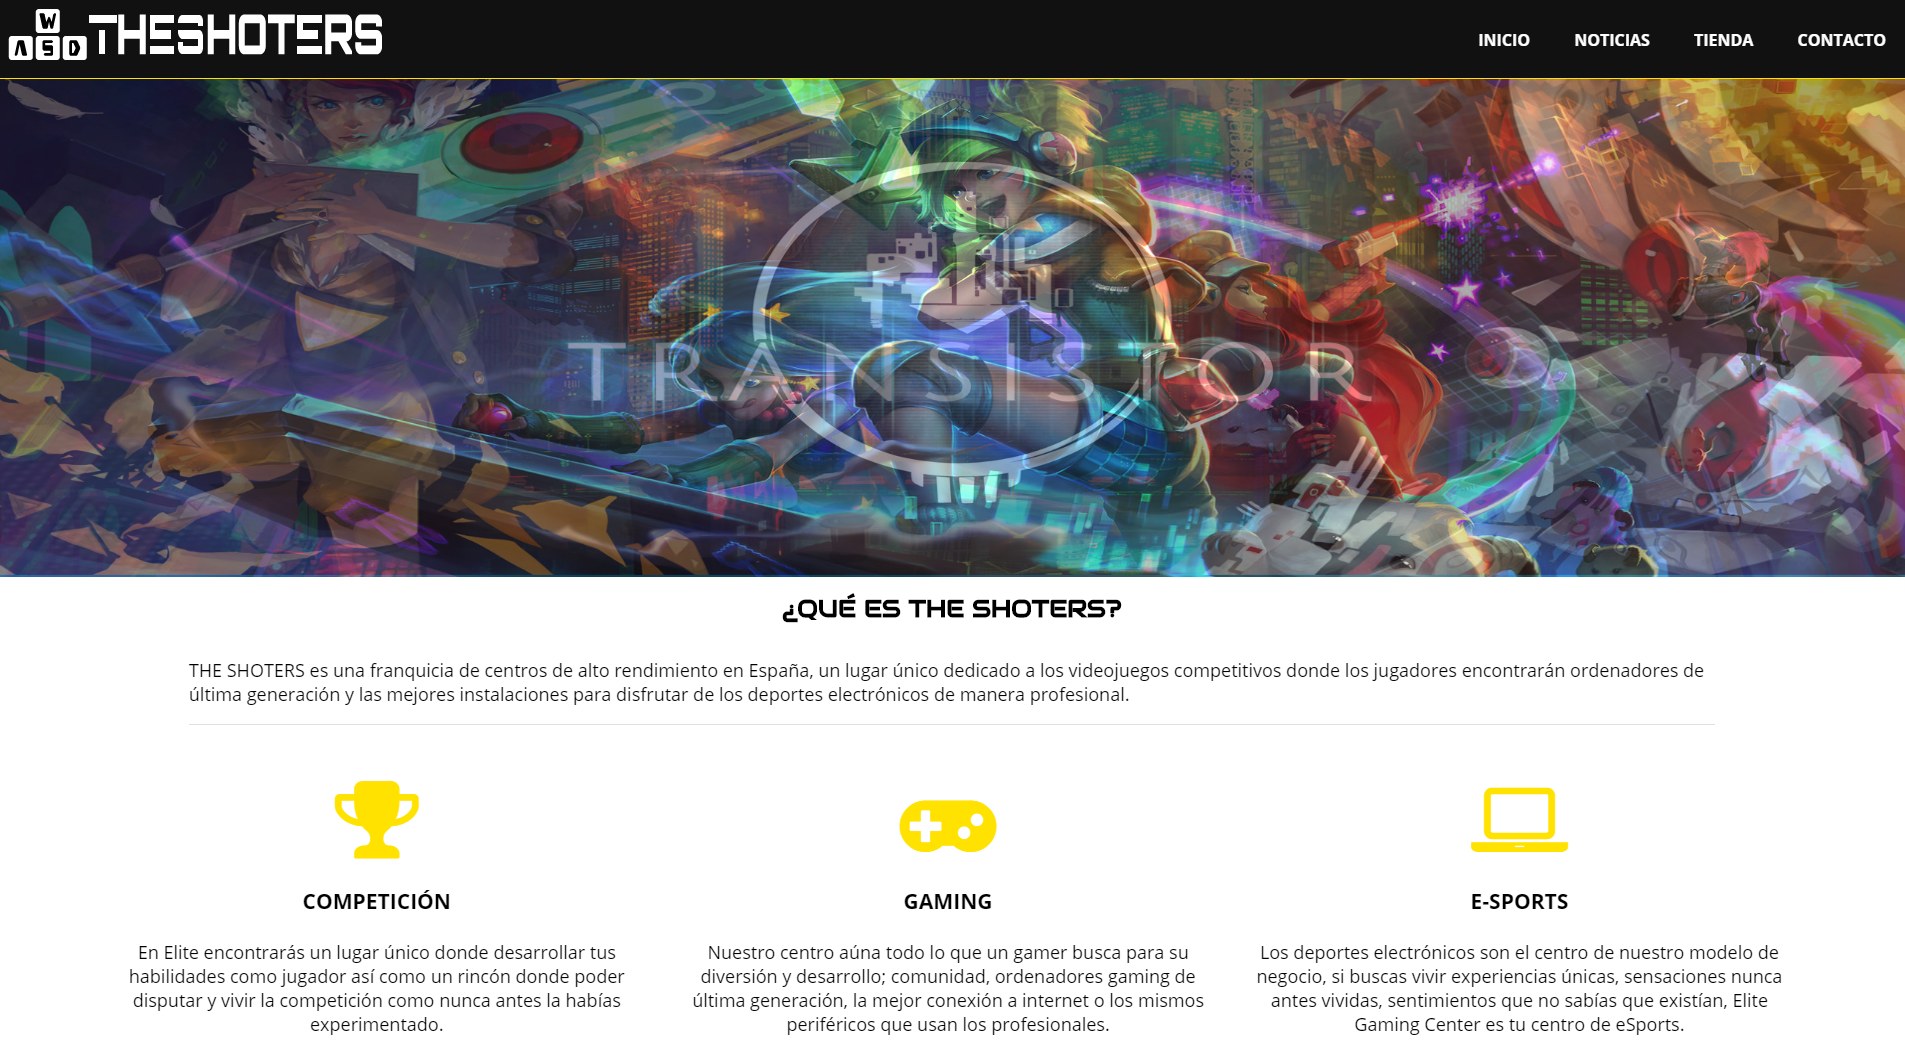 W
ASD THESHOTERS
INICIO NOTICIAS TIENDA CONTACTO
TRANSISTOR
¿QUÉ ES THE SHOTERS?
THE SHOTERS es una franquicia de centros de alto rendimiento en España, un lugar único dedicado a los videojuegos competitivos donde los jugadores encontrarán ordenadores de
última generación y las mejores instalaciones para disfrutar de los deportes electrónicos de manera profesional.
COMPETICIÓN
En Elite encontrarás un lugar único donde desarrollar tus
habilidades como jugador así como un rincón donde poder
disputar y vivir la competición como nunca antes la habías
experimentado.
GAMING
Nuestro centro aúna todo lo que un gamer busca para su
diversión y desarrollo; comunidad, ordenadores gaming de
última generación, la mejor conexión a internet o los mismos
periféricos que usan los profesionales.
E-SPORTS
Los deportes electrónicos son el centro de nuestro modelo de
negocio, si buscas vivir experiencias únicas, sensaciones nunca
antes vividas, sentimientos que no sabías que existían, Elite
Gaming Center es tu centro de eSports.